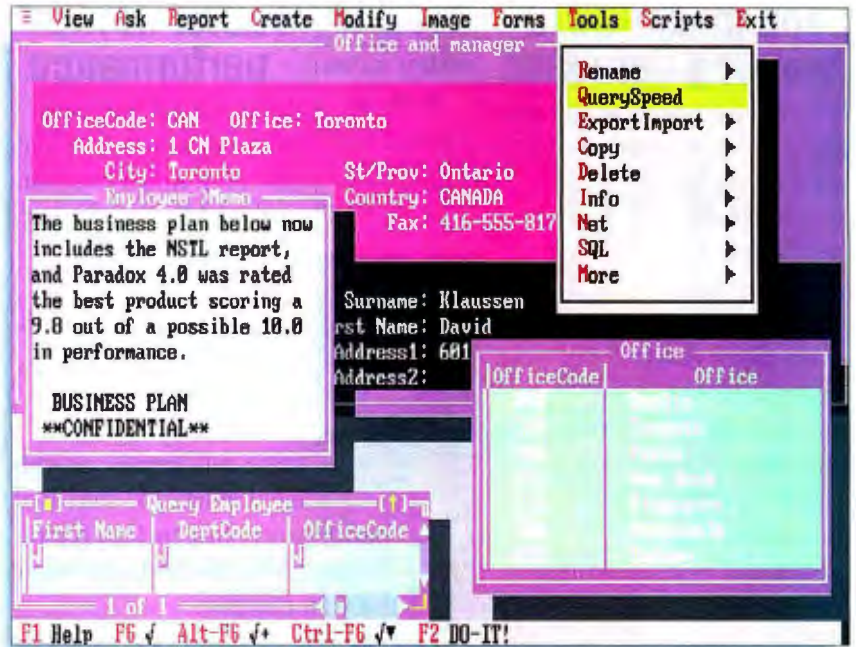 ≡ View Ask Report Create Modify Image Forms Tools Scripts Exit
Office and manager
OfficeCode: CAN Office: Toronto
Address: 1 CN Plaza
City: Toronto St/Prov: Ontario
Country: CANADA
Fax: 416-555-817
Rename
QuerySpeed
ExportImport
Copy
Delete
Info
Net
SQL
More
Employee->Memo
The business plan below now
includes the NSTL report,
and Paradox 4.0 was rated
the best product scoring a
9.8 out of a possible 10.0
in performance.
BUSINESS PLAN
**CONFIDENTIAL**
Surname: Klaussen
rst Name: David
Address1: 601
Address2:
Office
OfficeCode Office
Query Employee
First Name DeptCode OfficeCode
1 of 1
F1 Help F6 √ Alt-F6 √+ Ctrl-F6 √▼ F2 DO-IT!